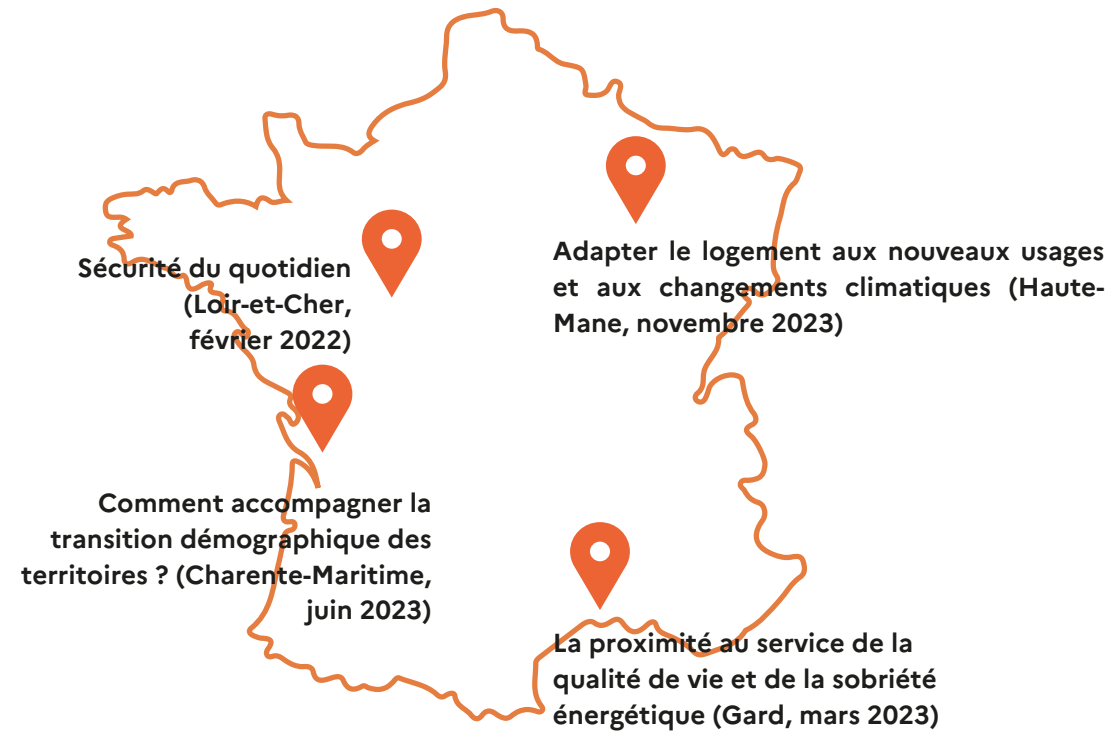 Sécurité du quotidien
(Loir-et-Cher,
février 2022)
Adapter le logement aux nouveaux usages
et aux changements climatiques (Haute-
Mane, novembre 2023)
Comment accompagner la
transition démographique des
territoires ? (Charente-Maritime,
juin 2023)
La proximité au service de la
qualité de vie et de la sobriété
énergétique (Gard, mars 2023)